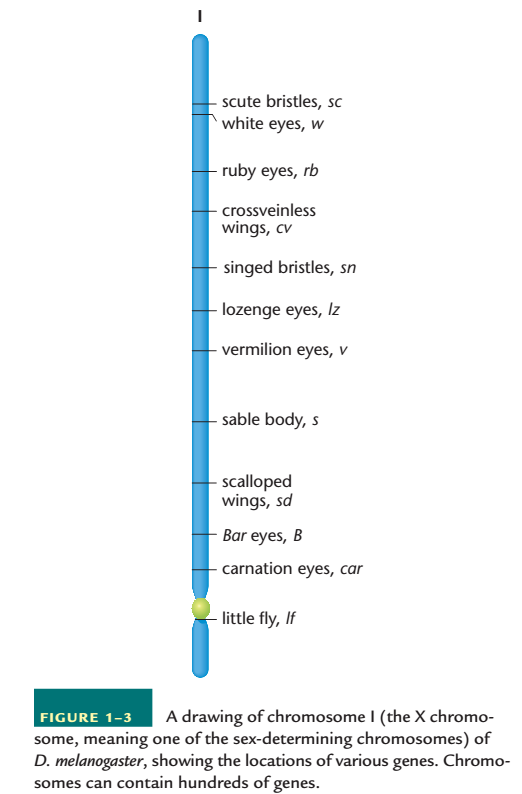 I
scute bristles, sc
white eyes, w
ruby eyes, rb
crossveinless
wings, cv
singed bristles, sn
lozenge eyes, lz
vermilion eyes, v
sable body, s
scalloped
wings, sd
Bar eyes, B
carnation eyes, car
little fly, lf
FIGURE 1–3 A drawing of chromosome I (the X chromo-
some, meaning one of the sex-determining chromosomes) of
D. melanogaster, showing the locations of various genes. Chromo-
somes can contain hundreds of genes.